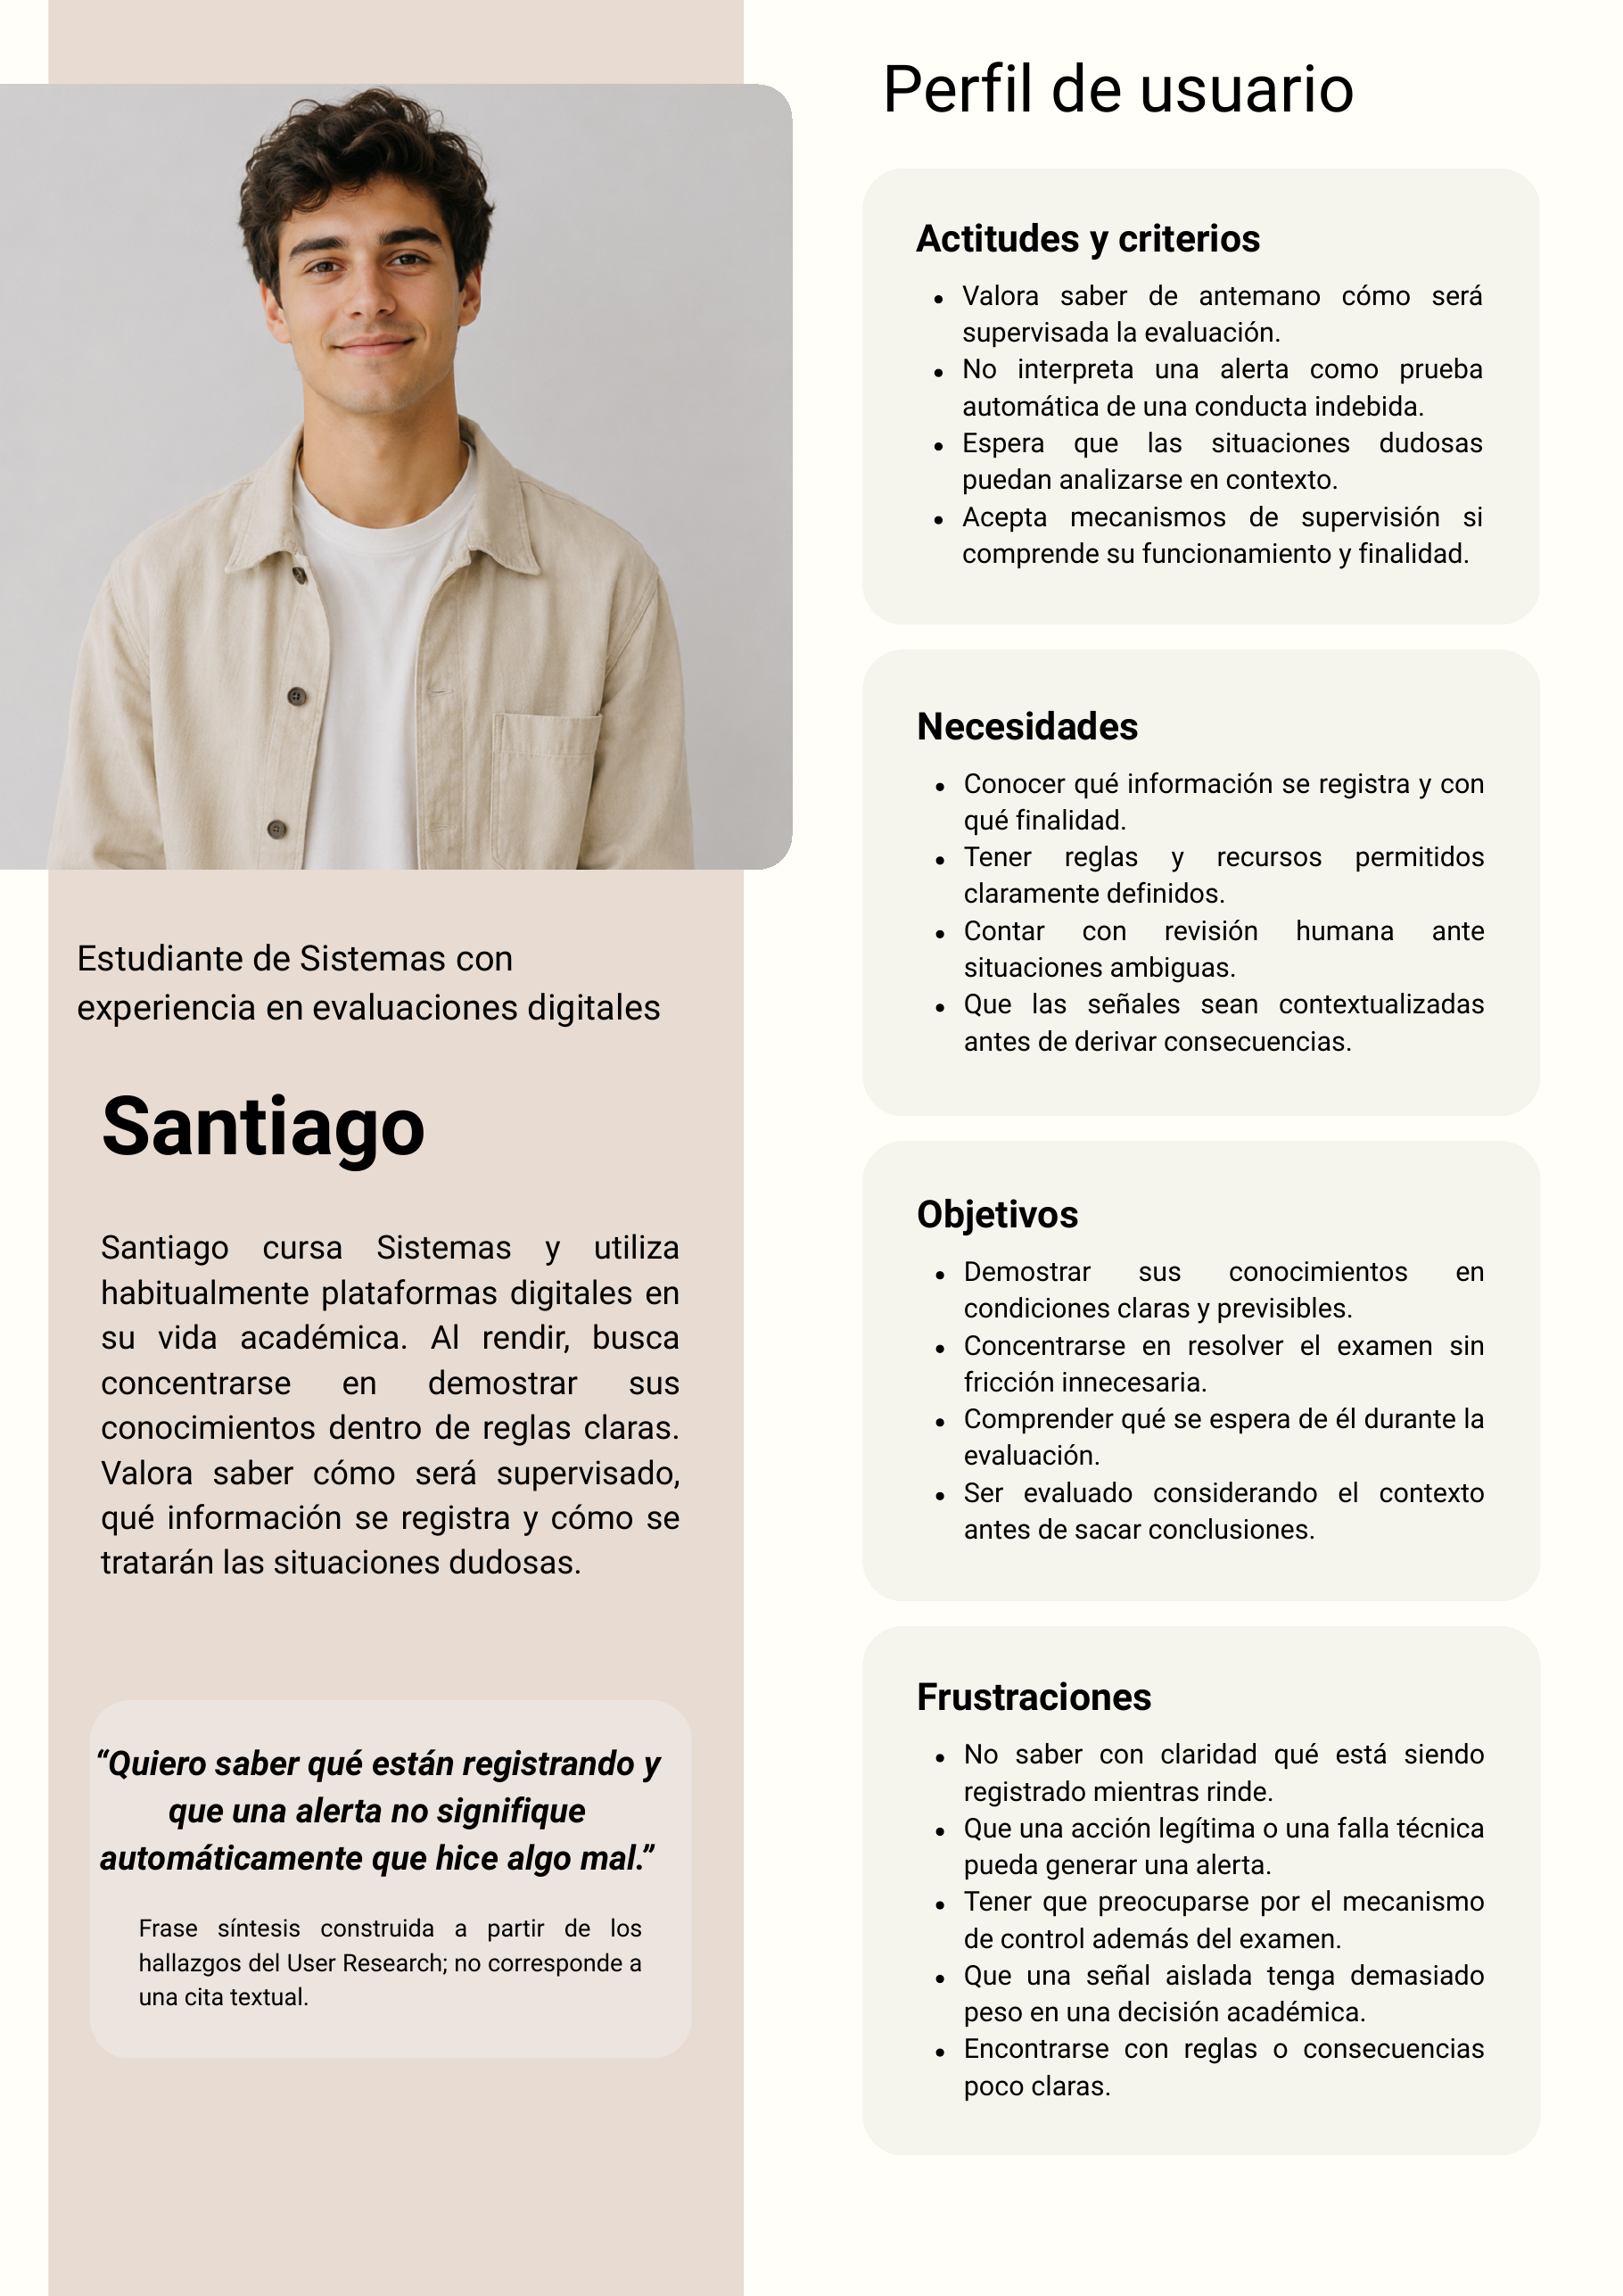 Perfil de usuario
Estudiante de Sistemas con
experiencia en evaluaciones digitales
Santiago
Santiago cursa Sistemas y utiliza
habitualmente plataformas digitales en
su vida académica. Al rendir, busca
concentrarse en demostrar sus
conocimientos dentro de reglas claras.
Valora saber cómo será supervisado,
qué información se registra y cómo se
tratarán las situaciones dudosas.
“Quiero saber qué están registrando y
que una alerta no signifique
automáticamente que hice algo mal.”
Frase síntesis construida a partir de los
hallazgos del User Research; no corresponde a
una cita textual.
Actitudes y criterios
• Valora saber de antemano cómo será
supervisada la evaluación.
• No interpreta una alerta como prueba
automática de una conducta indebida.
• Espera que las situaciones dudosas
puedan analizarse en contexto.
• Acepta mecanismos de supervisión si
comprende su funcionamiento y finalidad.
Necesidades
• Conocer qué información se registra y con
qué finalidad.
• Tener reglas y recursos permitidos
claramente definidos.
• Contar con revisión humana ante
situaciones ambiguas.
• Que las señales sean contextualizadas
antes de derivar consecuencias.
Objetivos
• Demostrar sus conocimientos en
condiciones claras y previsibles.
• Concentrarse en resolver el examen sin
fricción innecesaria.
• Comprender qué se espera de él durante la
evaluación.
• Ser evaluado considerando el contexto
antes de sacar conclusiones.
Frustraciones
• No saber con claridad qué está siendo
registrado mientras rinde.
• Que una acción legítima o una falla técnica
pueda generar una alerta.
• Tener que preocuparse por el mecanismo
de control además del examen.
• Que una señal aislada tenga demasiado
peso en una decisión académica.
• Encontrarse con reglas o consecuencias
poco claras.